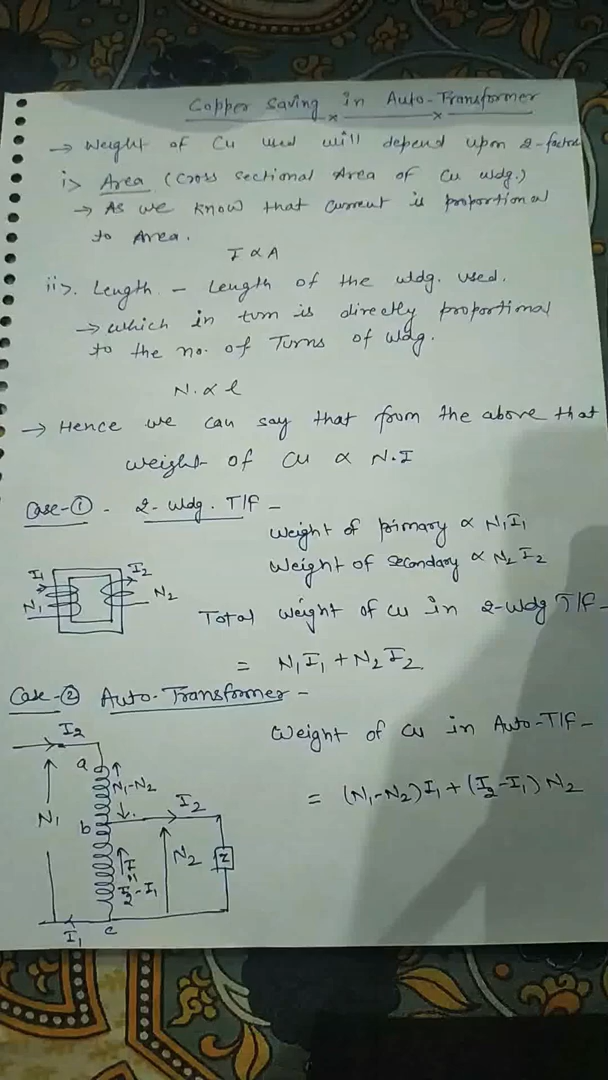 Copper Saving in Auto-Transformer
→ Weight of Cu used will depend upon 2-factors
i> Area (Cross Sectional Area of Cu wdg.)
→ As we know that current is proportional
to Area.
I ∝ A
ii>. Length - Length of the wdg. used.
→ which in turn is directly proportional
to the no. of Turns of wdg.
N. ∝ l
→ Hence we can say that from the above that
weight of Cu ∝ N.I
Case-① - 2-wdg. T/F -
Weight of primary ∝ N₁I₁
Weight of secondary ∝ N₂I₂
I₁ I₂
N₁ N₂
Total weight of Cu in 2-wdg T/F -
= N₁I₁ + N₂I₂
Case-② Auto-Transformer -
Weight of Cu in Auto-T/F -
= (N₁-N₂)I₁ + (I₂-I₁)N₂
I₂
a
N₁-N₂
N₁
b
I₂
N₂
Z
I
=
I₂-I₁
c
I₁